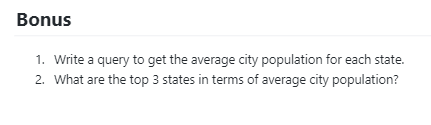 Bonus
1. Write a query to get the average city population for each state.
2. What are the top 3 states in terms of average city population?